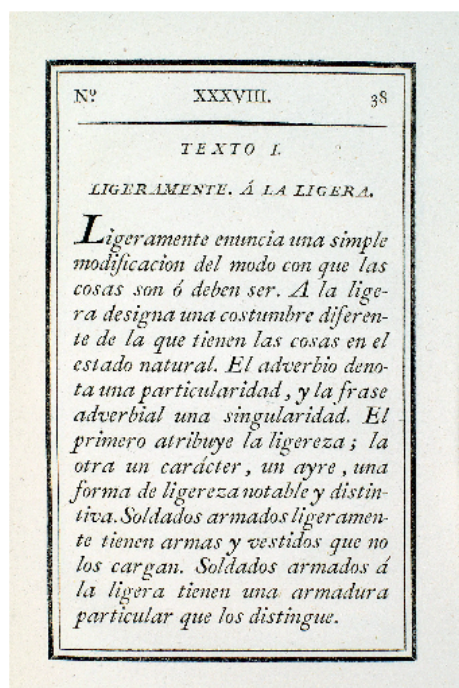 Nº XXXVIII. 38
TEXTO I.
LIGERAMENTE. Á LA LIGERA.
Ligeramente enuncia una simple
modificacion del modo con que las
cosas son ó deben ser. A la lige-
ra designa una costumbre diferen-
te de la que tienen las cosas en el
estado natural. El adverbio deno-
ta una particularidad, y la frase
adverbial una singularidad. El
primero atribuye la ligereza; la
otra un carácter, un ayre, una
forma de ligereza notable y distin-
tiva. Soldados armados ligeramen-
te tienen armas y vestidos que no
los cargan. Soldados armados á
la ligera tienen una armadura
particular que los distingue.